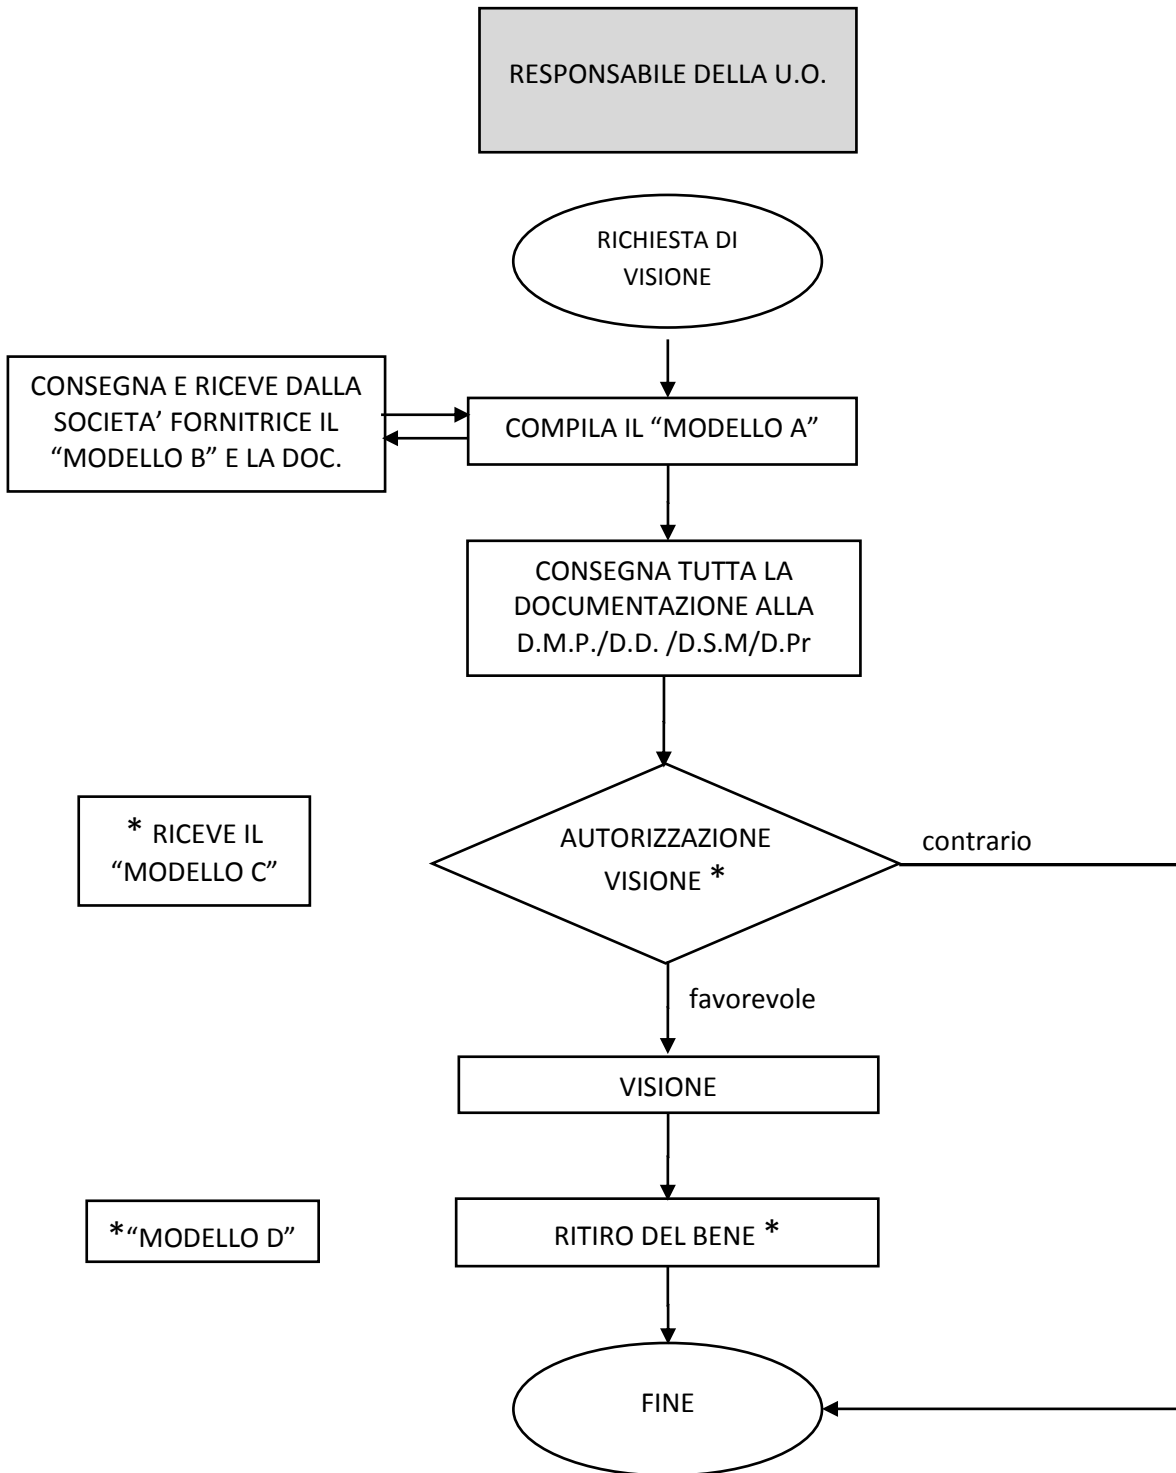 RESPONSABILE DELLA U.O.
RICHIESTA DI
VISIONE
CONSEGNA E RICEVE DALLA
SOCIETA’ FORNITRICE IL
“MODELLO B” E LA DOC.
COMPILA IL “MODELLO A”
CONSEGNA TUTTA LA
DOCUMENTAZIONE ALLA
D.M.P./D.D. /D.S.M/D.Pr
* RICEVE IL
“MODELLO C”
AUTORIZZAZIONE
VISIONE *
contrario
favorevole
VISIONE
*“MODELLO D”
RITIRO DEL BENE *
FINE